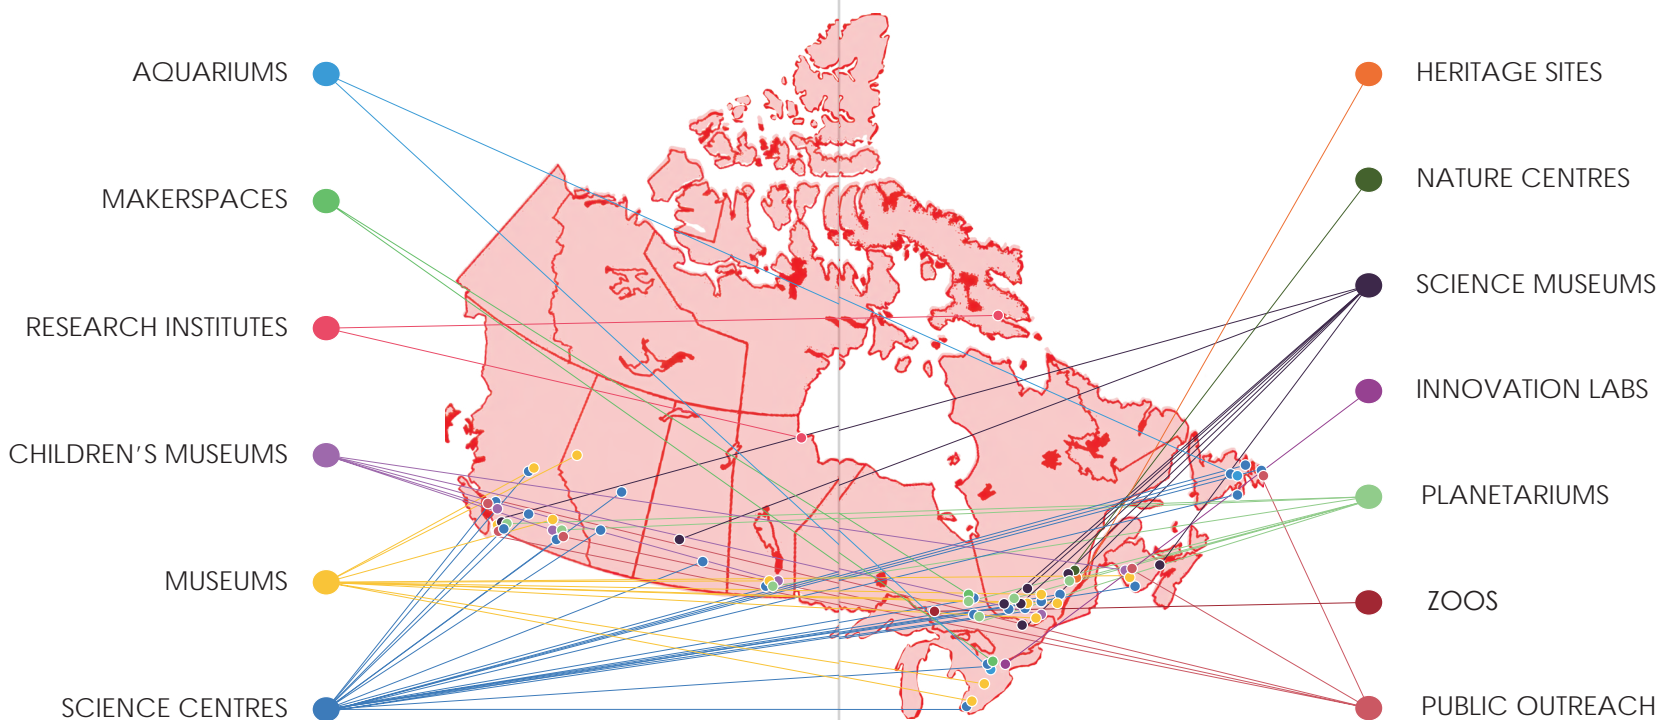 AQUARIUMS
MAKERSPACES
RESEARCH INSTITUTES
CHILDREN'S MUSEUMS
MUSEUMS
SCIENCE CENTRES
HERITAGE SITES
NATURE CENTRES
SCIENCE MUSEUMS
INNOVATION LABS
PLANETARIUMS
ZOOS
PUBLIC OUTREACH